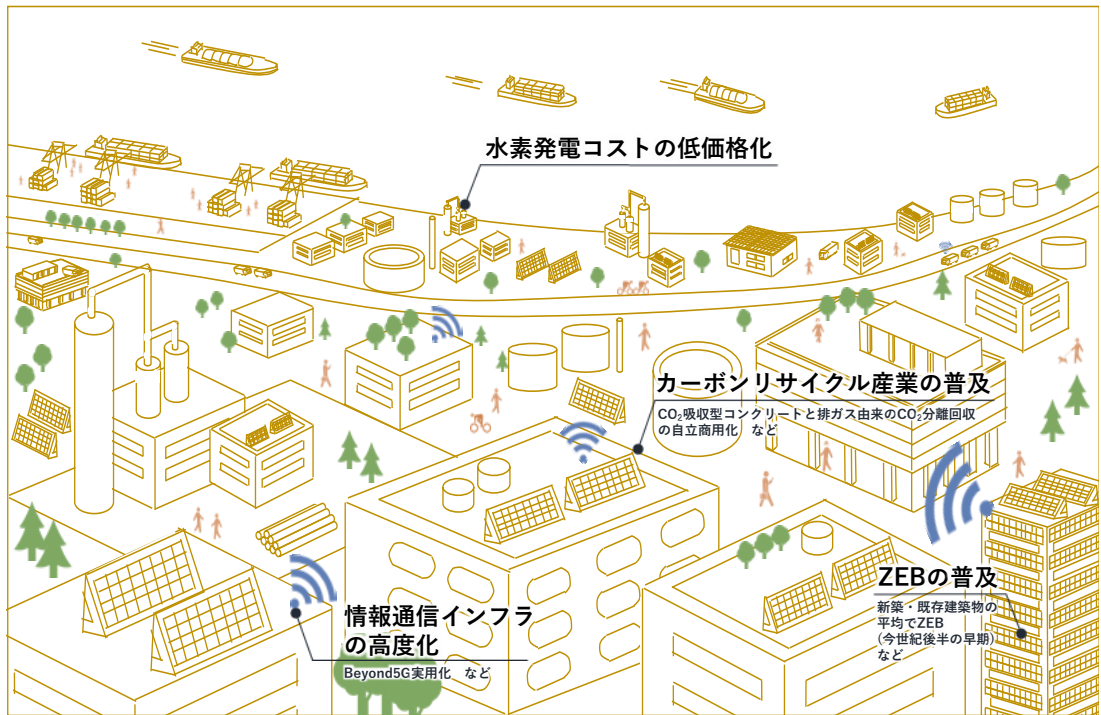 水素発電コストの低価格化
カーボンリサイクル産業の普及
CO₂吸収型コンクリートと排ガス由来のCO₂分離回収
の自立商用化　など
ZEBの普及
新築・既存建築物の
平均でZEB
(今世紀後半の早期)
など
情報通信インフラ
の高度化
Beyond5G実用化　など